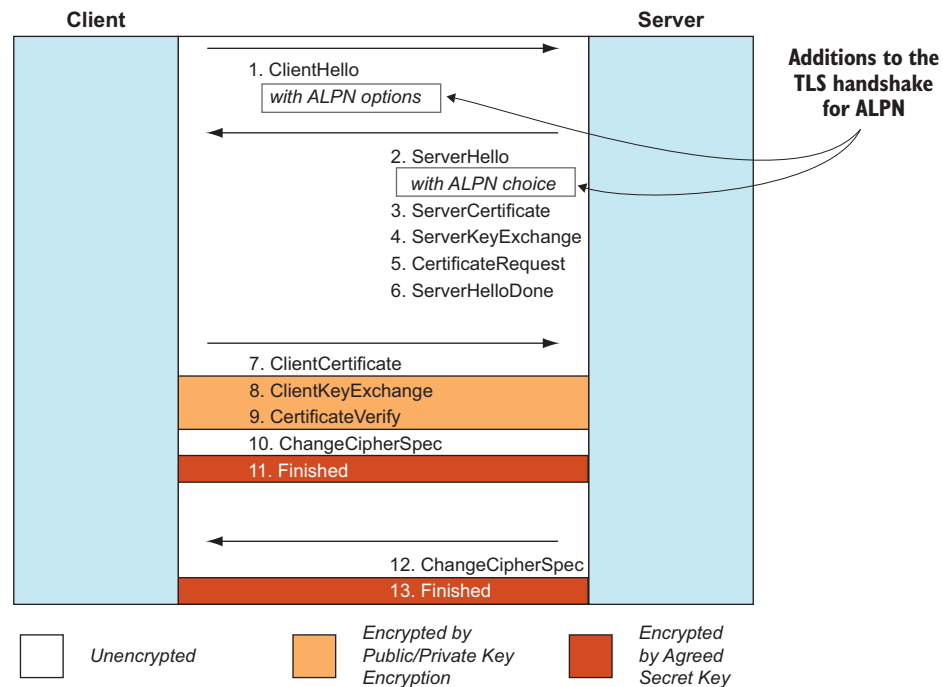 Client
Server
Additions to the
TLS handshake
for ALPN
1. ClientHello
with ALPN options
2. ServerHello
with ALPN choice
3. ServerCertificate
4. ServerKeyExchange
5. CertificateRequest
6. ServerHelloDone
7. ClientCertificate
8. ClientKeyExchange
9. CertificateVerify
10. ChangeCipherSpec
11. Finished
12. ChangeCipherSpec
13. Finished
Unencrypted
Encrypted by
Public/Private Key
Encryption
Encrypted
by Agreed
Secret Key